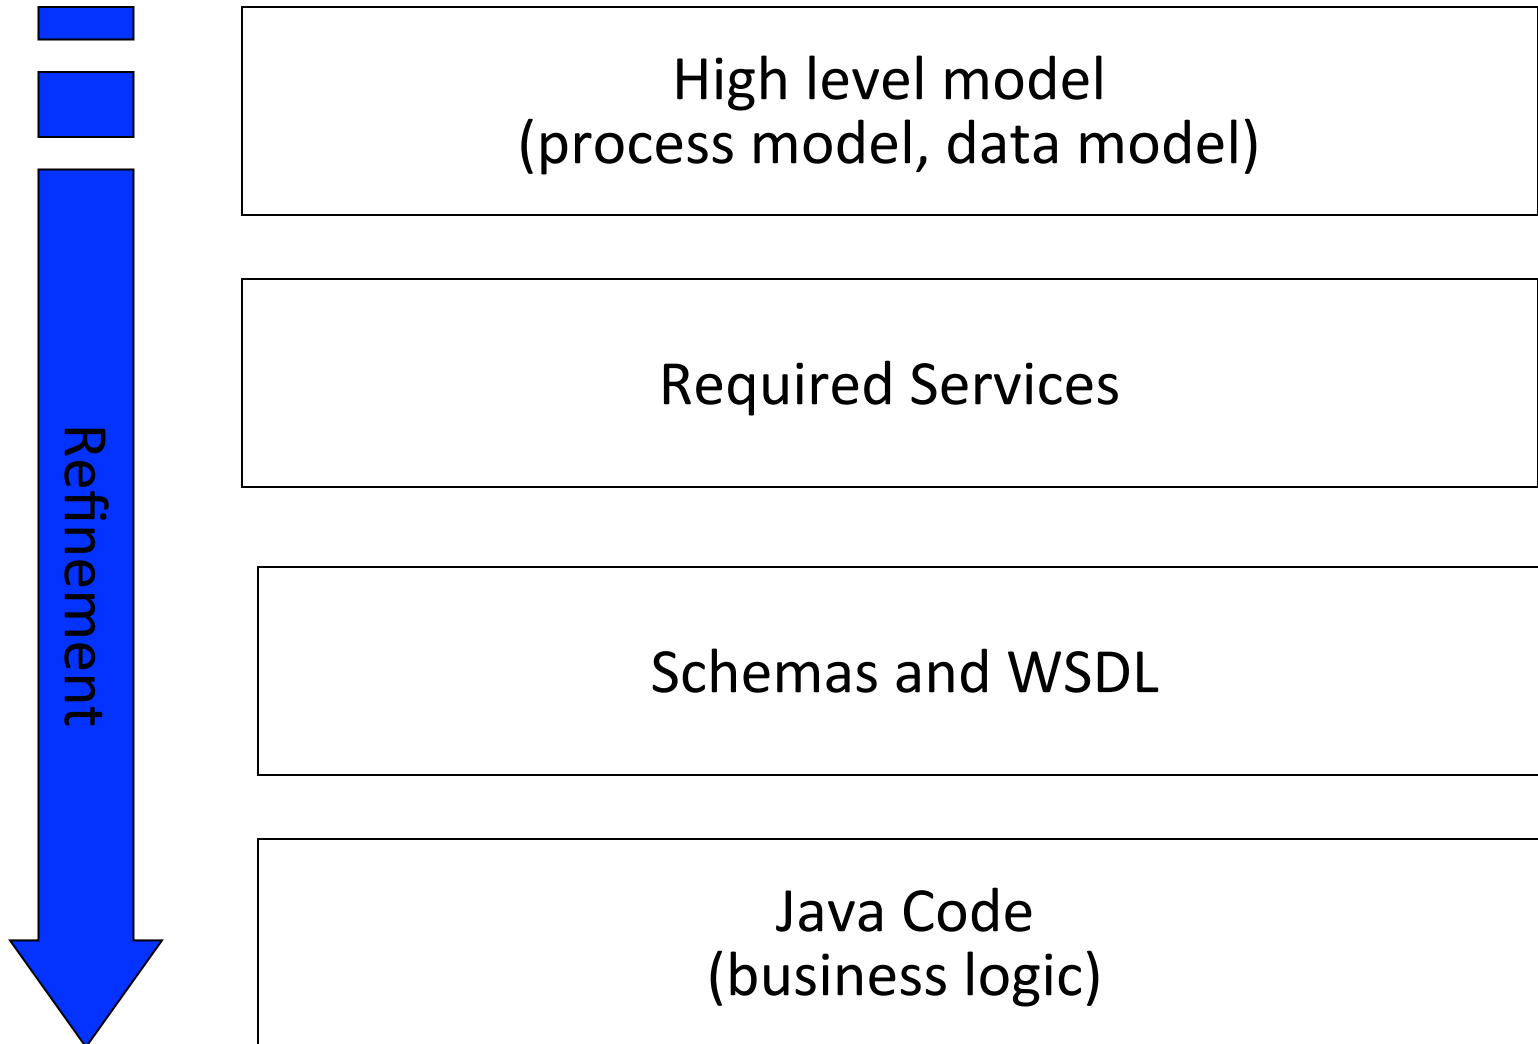 High level model
(process model, data model)
Required Services
Refinement
Schemas and WSDL
Java Code
(business logic)